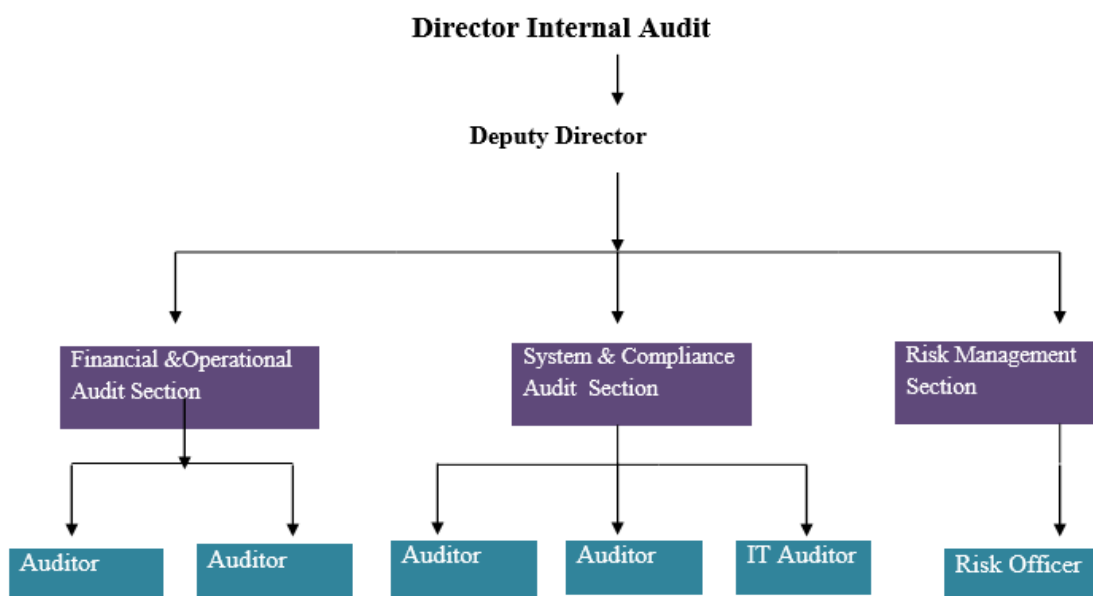 Director Internal Audit
Deputy Director
Financial &Operational
Audit Section
System & Compliance
Audit Section
Risk Management
Section
Auditor
Auditor
Auditor
Auditor
IT Auditor
Risk Officer